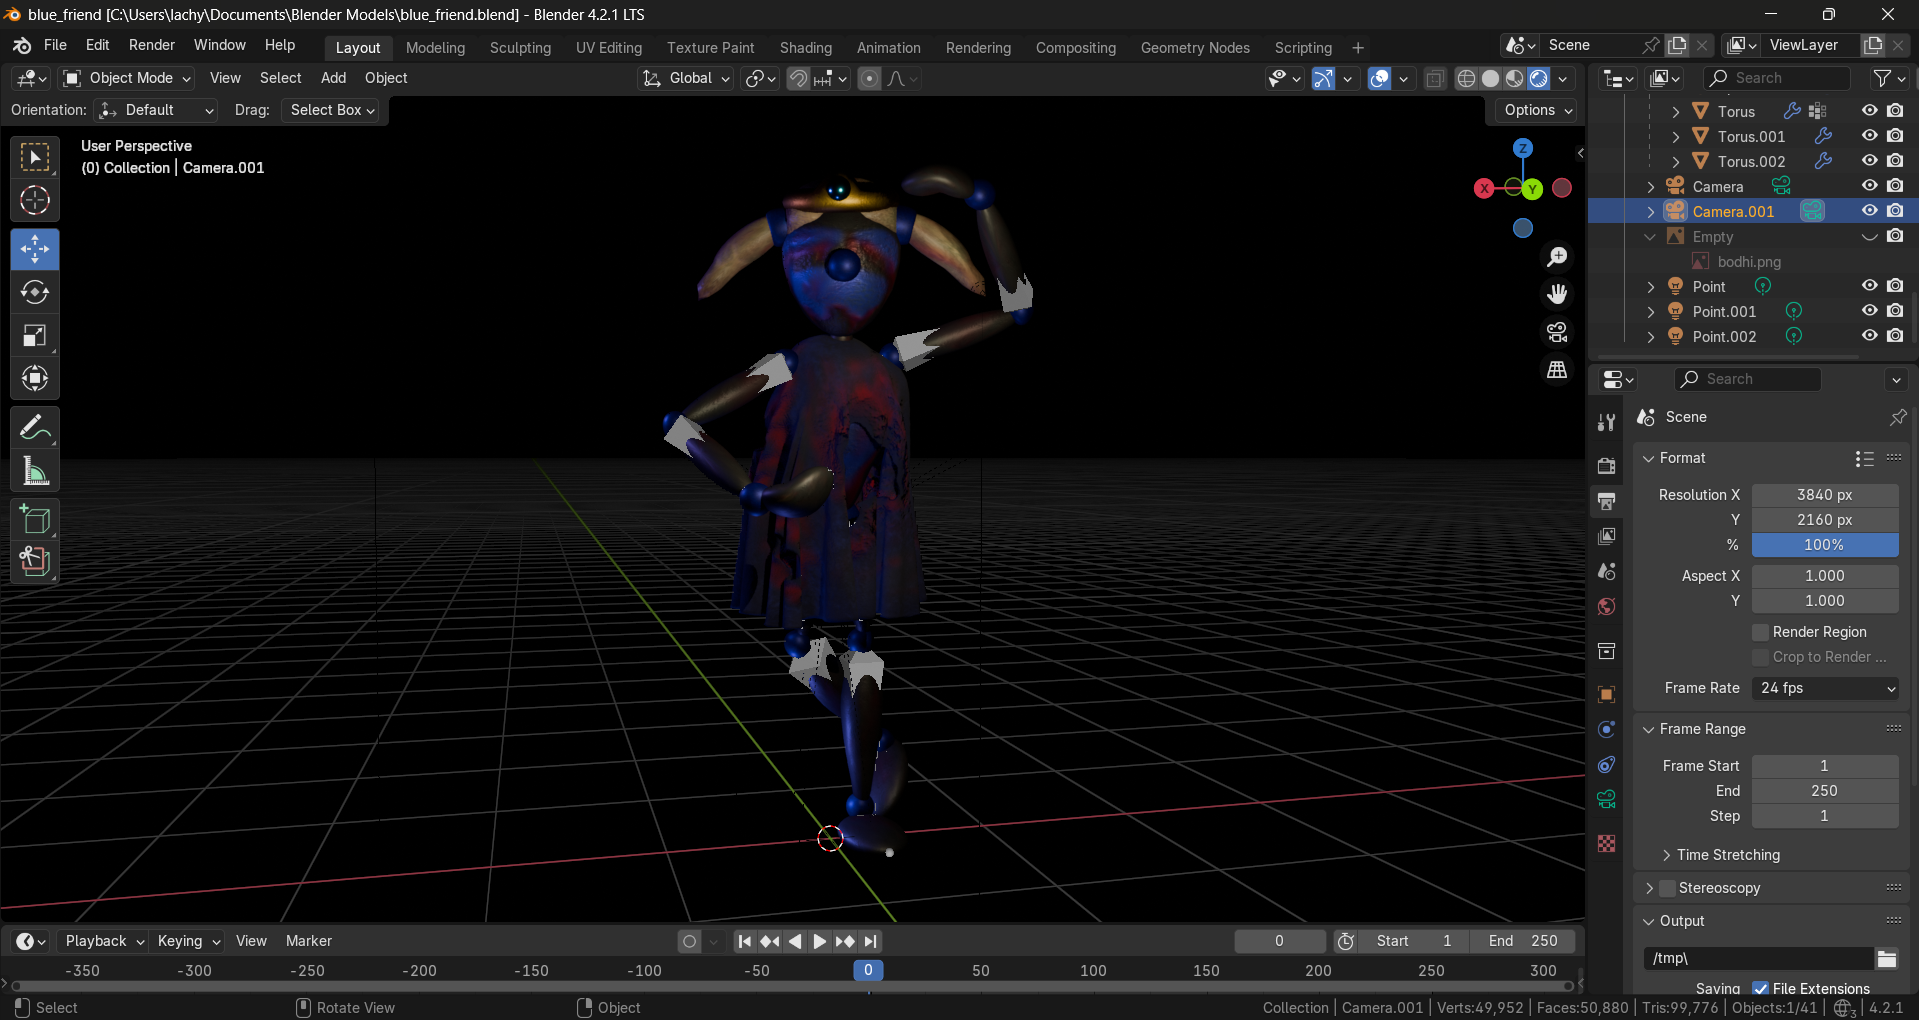 blue_friend [C:\Users\lachy\Documents\Blender Models\blue_friend.blend] - Blender 4.2.1 LTS
File Edit Render Window Help Layout Modeling Sculpting UV Editing Texture Paint Shading Animation Rendering Compositing Geometry Nodes Scripting + Scene ViewLayer
Object Mode View Select Add Object Global Search
Orientation: Default Drag: Select Box Options
User Perspective
(0) Collection | Camera.001
Z
X Y
Torus
Torus.001
Torus.002
Camera
Camera.001
Empty
bodhi.png
Point
Point.001
Point.002
Search
Scene
Format
Resolution X 3840 px
Y 2160 px
% 100%
Aspect X 1.000
Y 1.000
Render Region
Crop to Render ...
Frame Rate 24 fps
Frame Range
Frame Start 1
End 250
Step 1
Time Stretching
Stereoscopy
Output
/tmp\
Saving File Extensions
Playback Keying View Marker 0 Start 1 End 250
-350 -300 -250 -200 -150 -100 -50 0 50 100 150 200 250 300
Select Rotate View Object Collection | Camera.001 | Verts:49,952 | Faces:50,880 | Tris:99,776 | Objects:1/41 | 3 | 4.2.1